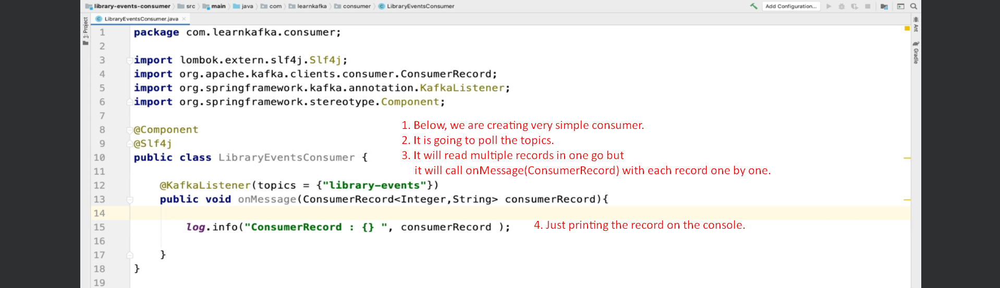 library-events-consumer src main java com learnkafka consumer LibraryEventsConsumer Add Configuration...
LibraryEventsConsumer.java
1: Project
Ant
Gradle
1 package com.learnkafka.consumer;
2
3 import lombok.extern.slf4j.Slf4j;
4 import org.apache.kafka.clients.consumer.ConsumerRecord;
5 import org.springframework.kafka.annotation.KafkaListener;
6 import org.springframework.stereotype.Component;
7
8 @Component
1. Below, we are creating very simple consumer.
9 @Slf4j
2. It is going to poll the topics.
10 public class LibraryEventsConsumer {
3. It will read multiple records in one go but
11
it will call onMessage(ConsumerRecord) with each record one by one.
12 @KafkaListener(topics = {"library-events"})
13 public void onMessage(ConsumerRecord<Integer,String> consumerRecord){
14
15 log.info("ConsumerRecord : {} ", consumerRecord );
4. Just printing the record on the console.
16
17 }
18 }
19